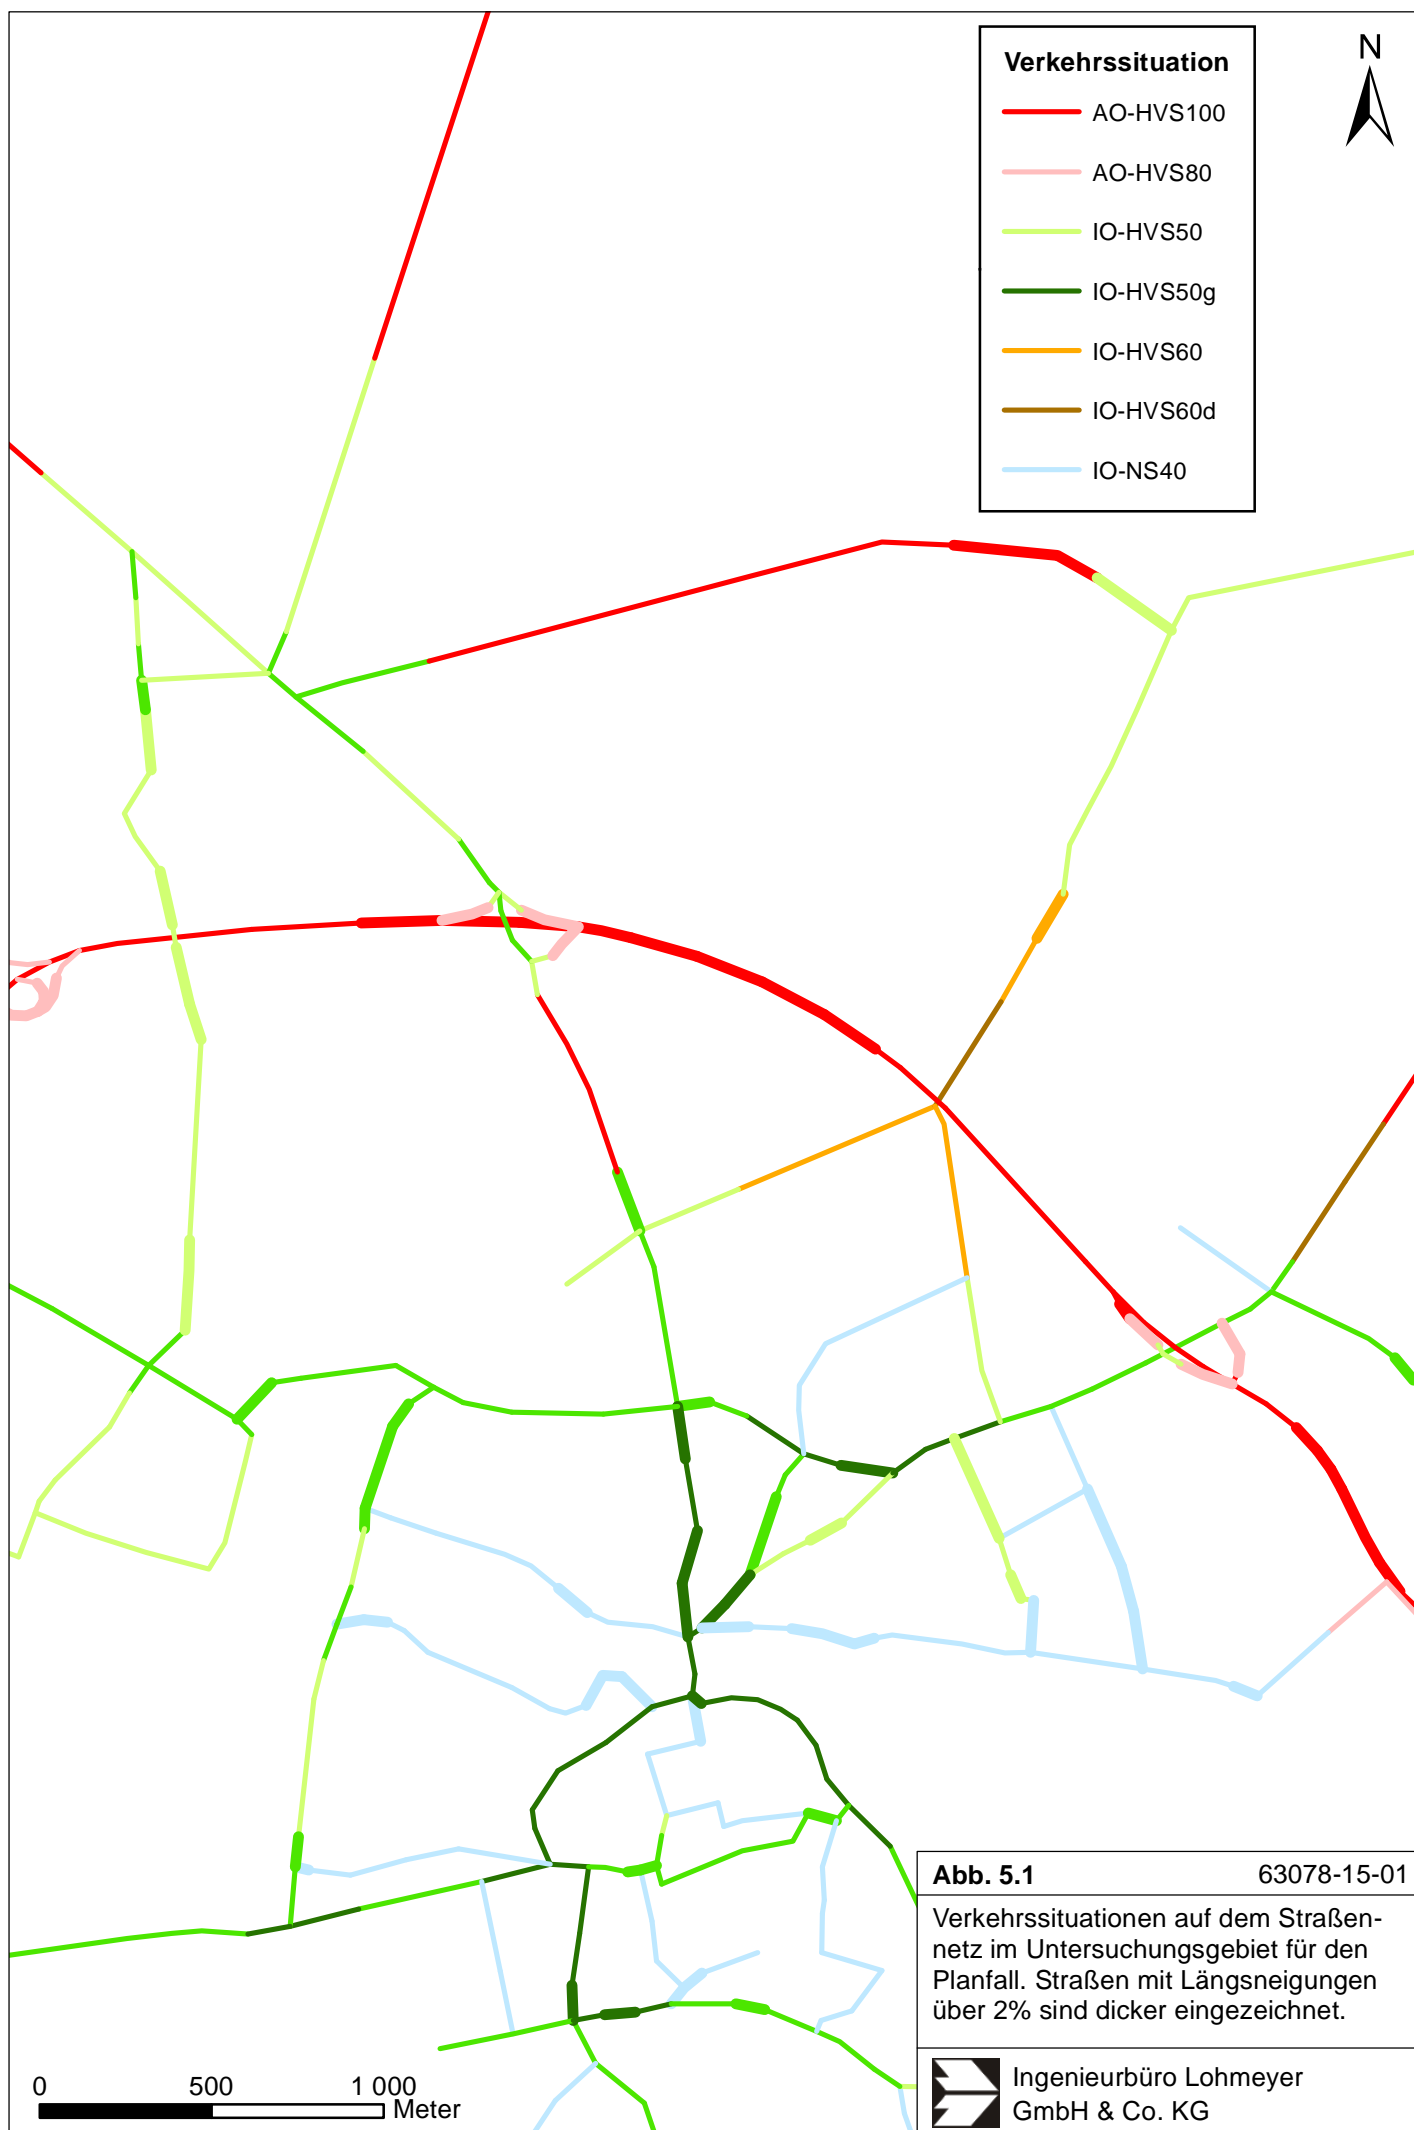 Verkehrssituation
AO-HVS100
AO-HVS80
IO-HVS50
IO-HVS50g
IO-HVS60
IO-HVS60d
IO-NS40
N
Abb. 5.1 63078-15-01
Verkehrssituationen auf dem Straßen-
netz im Untersuchungsgebiet für den
Planfall. Straßen mit Längsneigungen
über 2% sind dicker eingezeichnet.
Ingenieurbüro Lohmeyer
GmbH & Co. KG
0 500 1 000
Meter